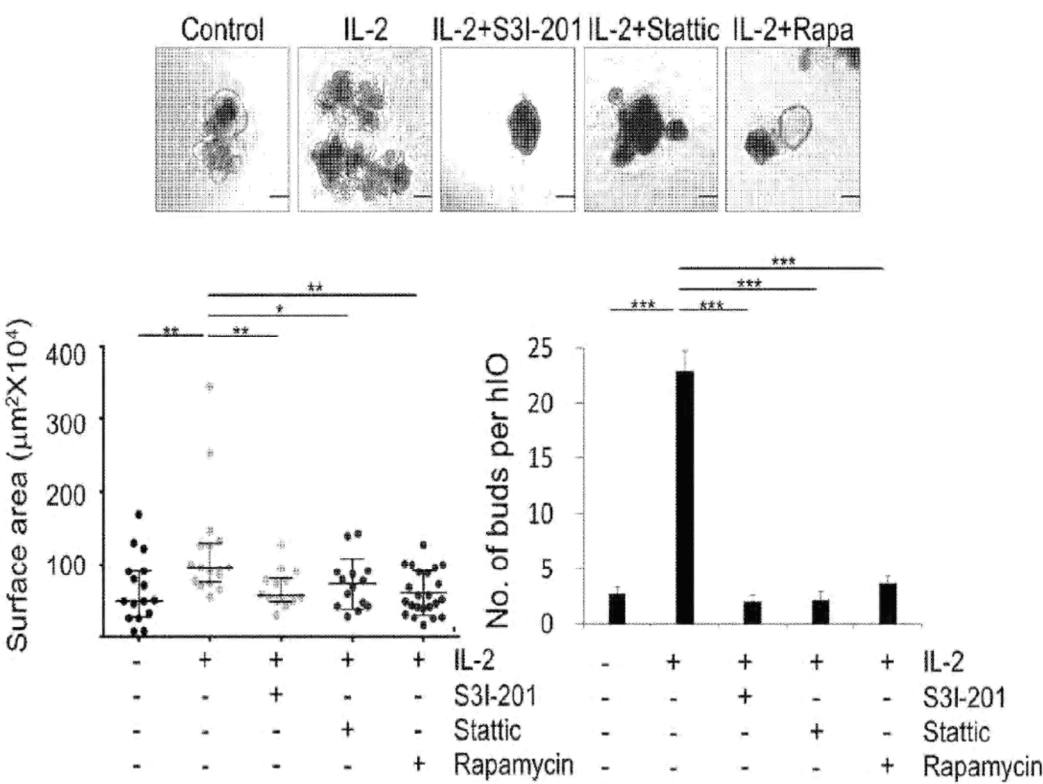 Control IL-2 IL-2+S3I-201 IL-2+Stattic IL-2+Rapa
**
*
** **
Surface area (μm²X10⁴)
400
300
200
100
- + + + + IL-2
- - + - - S3I-201
- - - + - Stattic
- - - - + Rapamycin
***
***
*** ***
No. of buds per hIO
25
20
15
10
5
0
- + + + + IL-2
- - + - - S3I-201
- - - + - Stattic
- - - - + Rapamycin